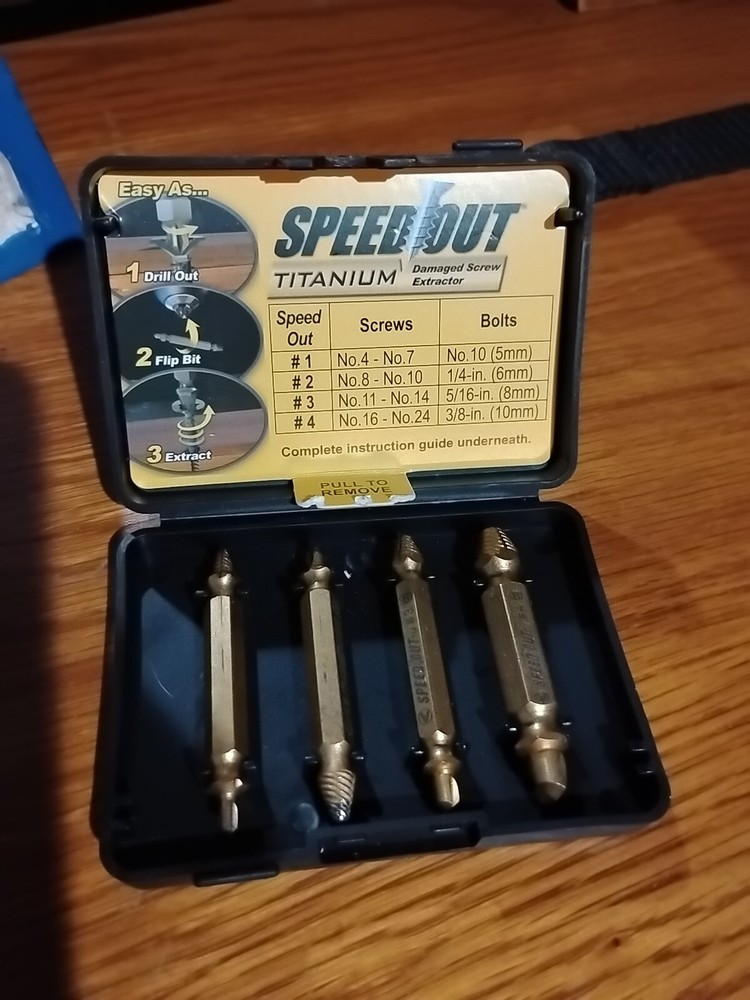 Easy As...
1 Drill Out
2 Flip Bit
3 Extract
SPEED OUT
TITANIUM Damaged Screw
Extractor
Speed Out Screws Bolts
# 1 No.4 - No.7 No.10 (5mm)
# 2 No.8 - No.10 1/4-in. (6mm)
# 3 No.11 - No.14 5/16-in. (8mm)
# 4 No.16 - No.24 3/8-in. (10mm)
Complete instruction guide underneath.
PULL TO
REMOVE
SPEED OUT #3
SPEED OUT #4